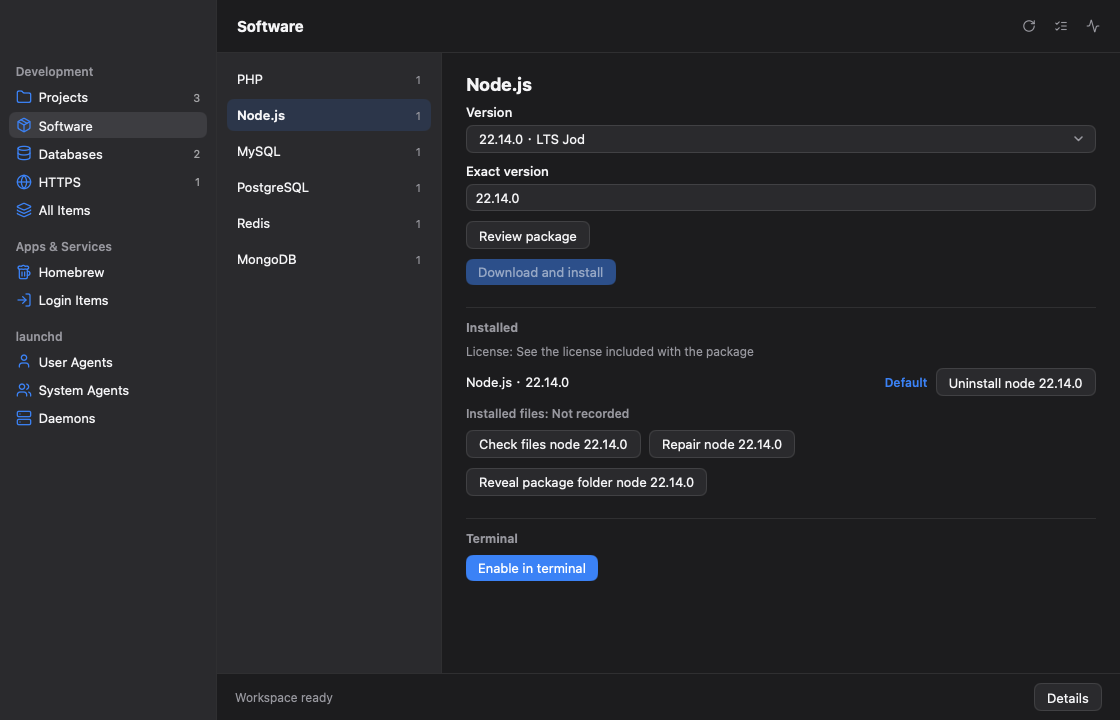 Software
Development
Projects 3
Software
Databases 2
HTTPS 1
All Items
Apps & Services
Homebrew
Login Items
launchd
User Agents
System Agents
Daemons
PHP 1
Node.js 1
MySQL 1
PostgreSQL 1
Redis 1
MongoDB 1
Node.js
Version
22.14.0 · LTS Jod
Exact version
22.14.0
Review package
Download and install
Installed
License: See the license included with the package
Node.js · 22.14.0 Default Uninstall node 22.14.0
Installed files: Not recorded
Check files node 22.14.0 Repair node 22.14.0
Reveal package folder node 22.14.0
Terminal
Enable in terminal
Workspace ready Details